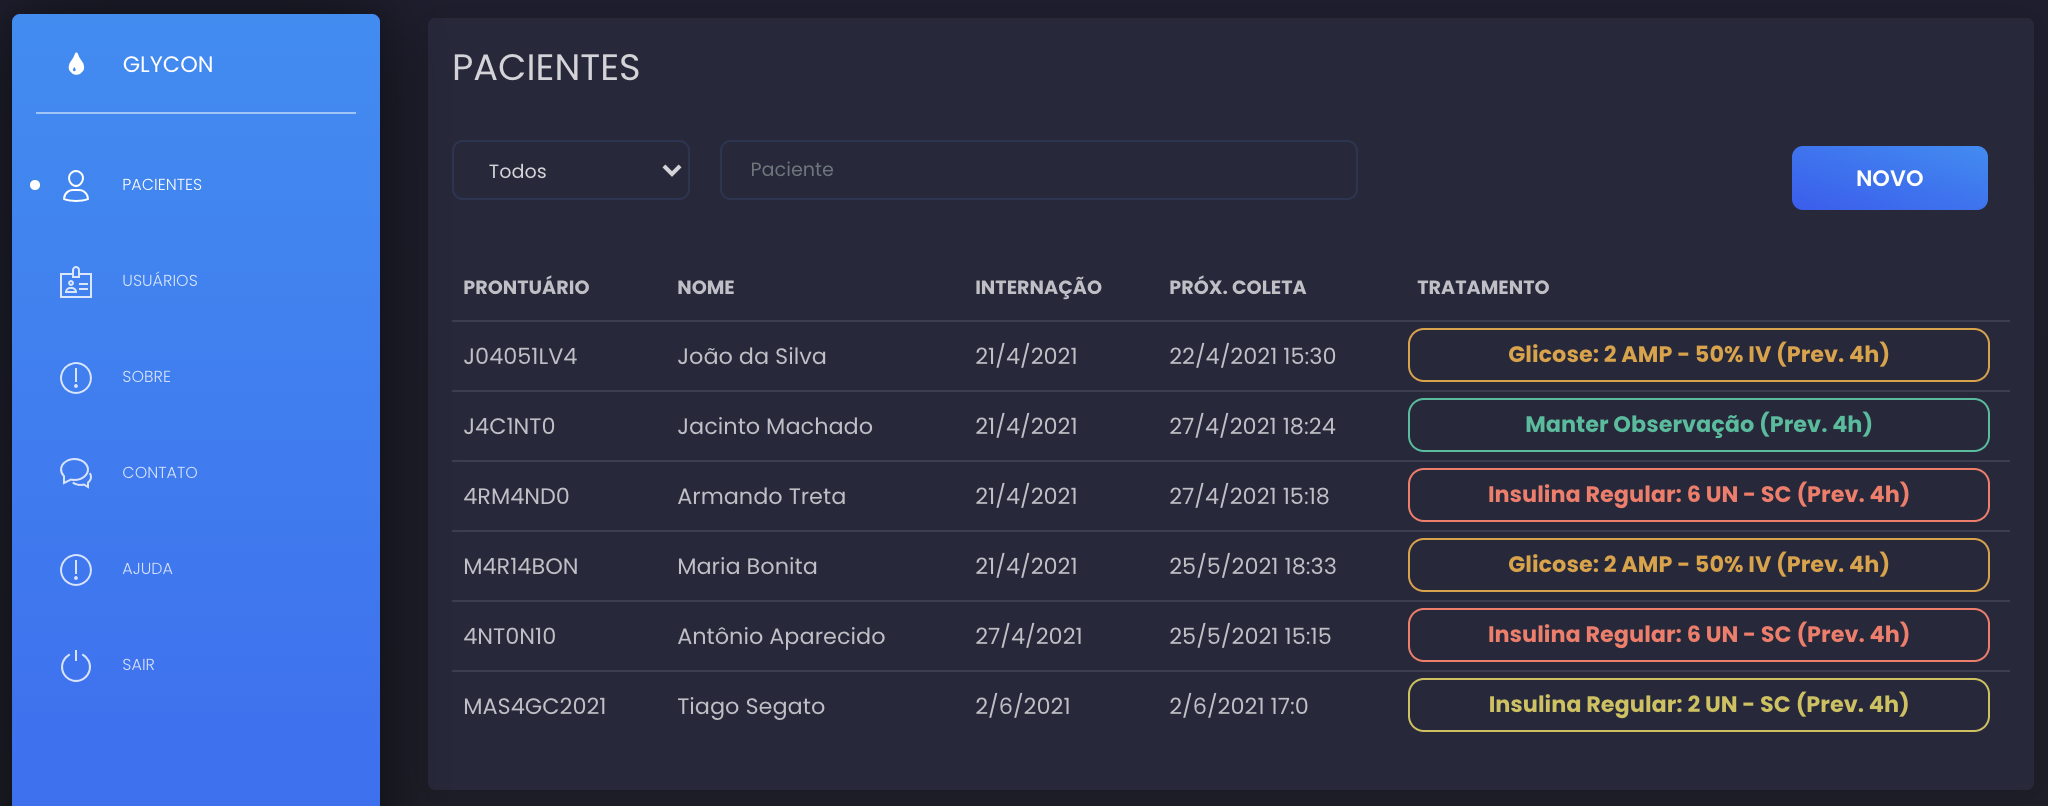 GLYCON
PACIENTES
USUÁRIOS
SOBRE
CONTATO
AJUDA
SAIR
PACIENTES
Todos Paciente NOVO
PRONTUÁRIO NOME INTERNAÇÃO PRÓX. COLETA TRATAMENTO
J04051LV4 João da Silva 21/4/2021 22/4/2021 15:30 Glicose: 2 AMP - 50% IV (Prev. 4h)
J4C1NT0 Jacinto Machado 21/4/2021 27/4/2021 18:24 Manter Observação (Prev. 4h)
4RM4ND0 Armando Treta 21/4/2021 27/4/2021 15:18 Insulina Regular: 6 UN - SC (Prev. 4h)
M4R14BON Maria Bonita 21/4/2021 25/5/2021 18:33 Glicose: 2 AMP - 50% IV (Prev. 4h)
4NT0N10 Antônio Aparecido 27/4/2021 25/5/2021 15:15 Insulina Regular: 6 UN - SC (Prev. 4h)
MAS4GC2021 Tiago Segato 2/6/2021 2/6/2021 17:0 Insulina Regular: 2 UN - SC (Prev. 4h)